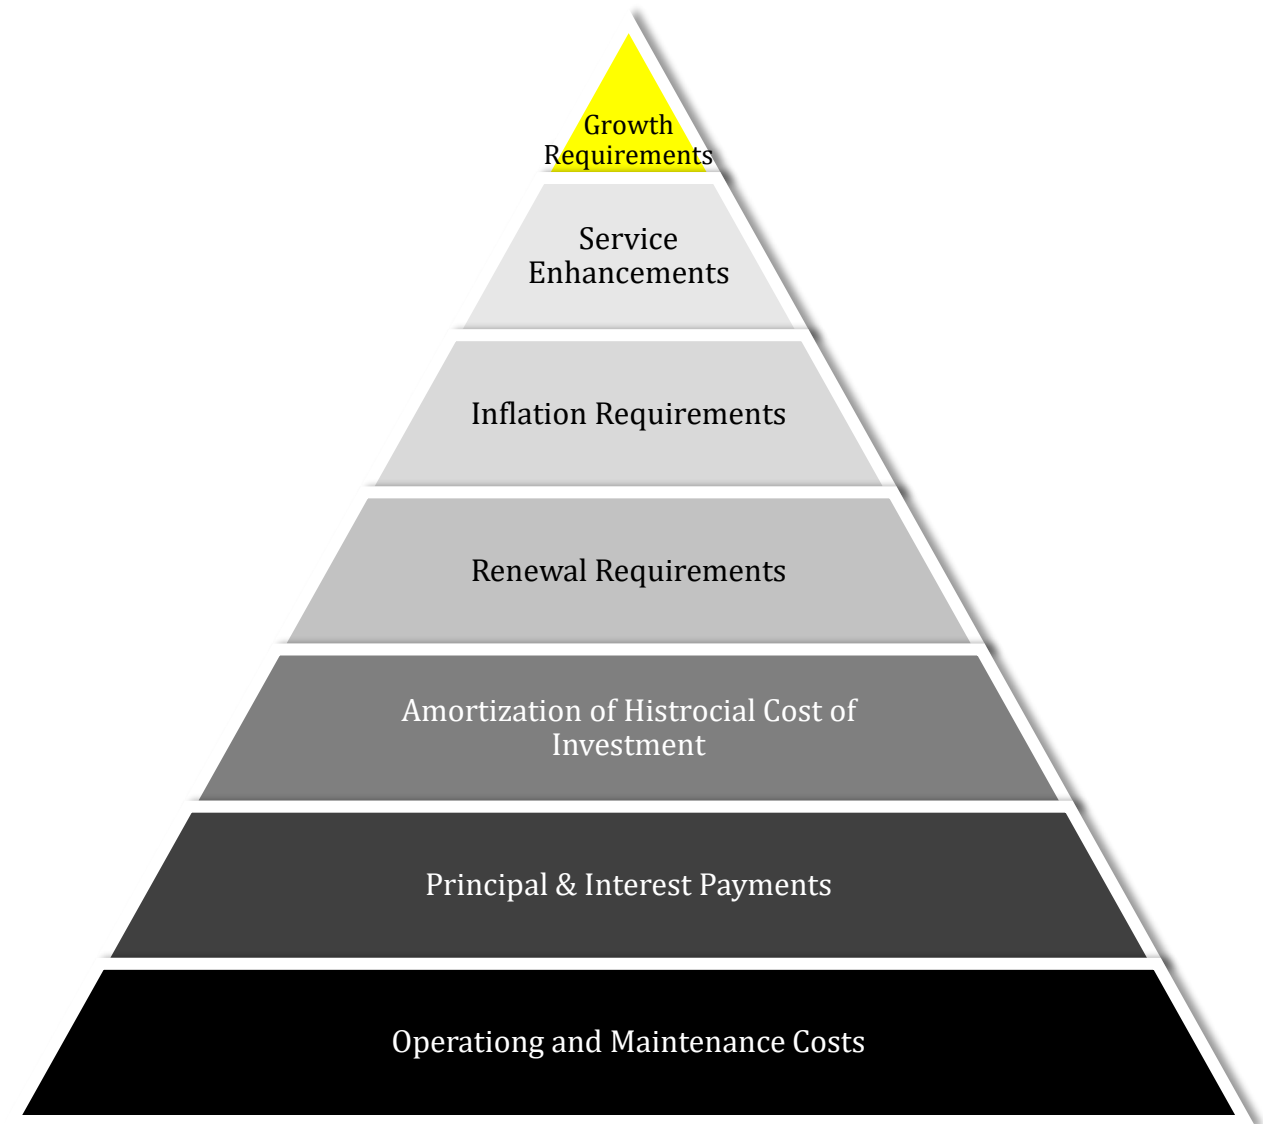 Growth
Requirements
Service
Enhancements
Inflation Requirements
Renewal Requirements
Amortization of Histrocial Cost of
Investment
Principal & Interest Payments
Operationg and Maintenance Costs